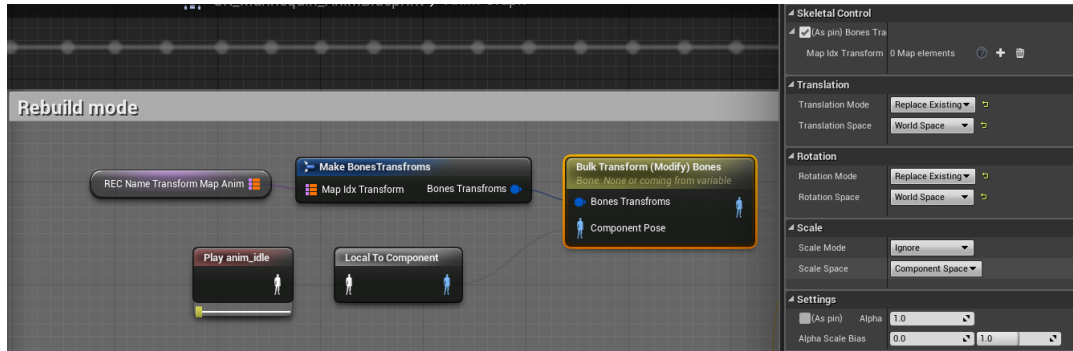 Skeletal Control
(As pin) Bones Tra
Map Idx Transform 0 Map elements
Translation
Translation Mode Replace Existing
Translation Space World Space
Rotation
Rotation Mode Replace Existing
Rotation Space World Space
Scale
Scale Mode Ignore
Scale Space Component Space
Settings
(As pin) Alpha 1.0
Alpha Scale Bias 0.0 1.0
Rebuild mode
REC Name Transform Map Anim
Make BonesTransfroms
Map Idx Transform Bones Transfroms
Bulk Transform (Modify) Bones
Bone: None or coming from variable
Bones Transfroms
Component Pose
Play anim_idle
Local To Component